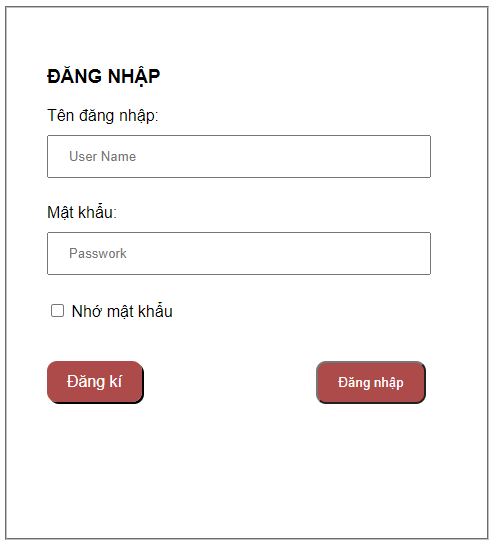 ĐĂNG NHẬP
Tên đăng nhập:
User Name
Mật khẩu:
Passwork
Nhớ mật khẩu
Đăng kí
Đăng nhập